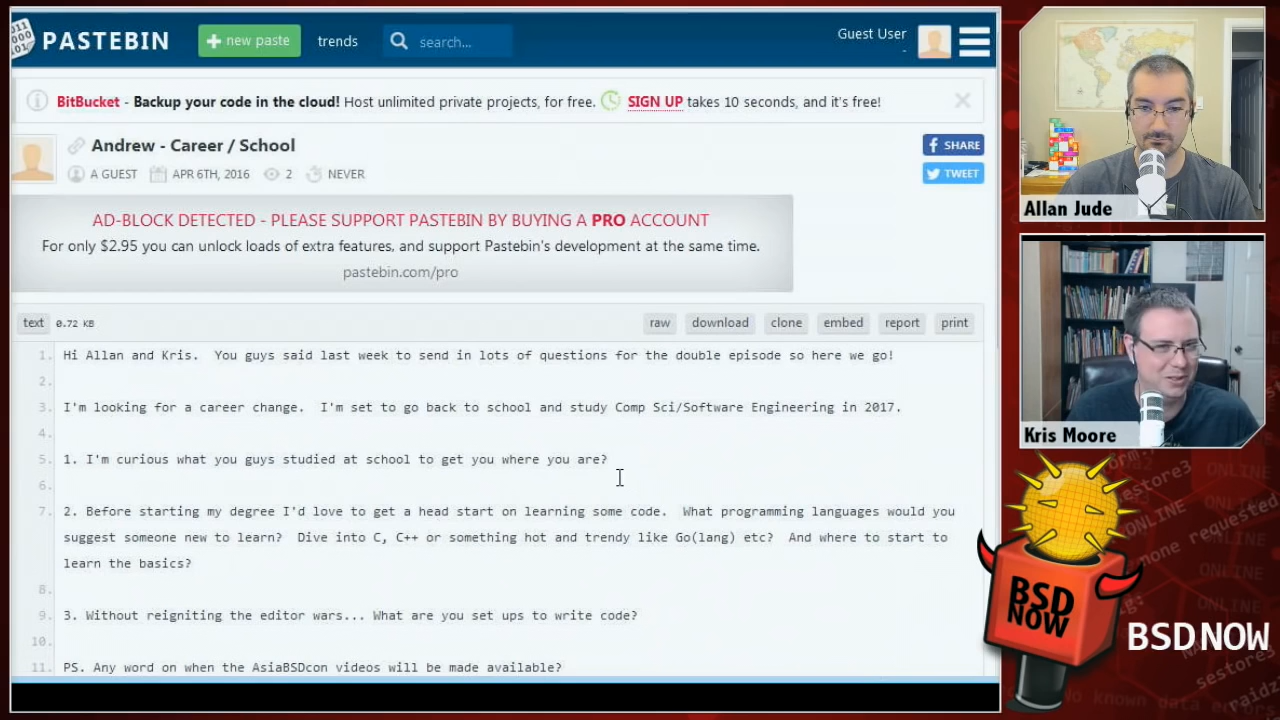 PASTEBIN
+ new paste
trends
search...
Guest User
-
BitBucket - Backup your code in the cloud! Host unlimited private projects, for free. SIGN UP takes 10 seconds, and it's free!
Andrew - Career / School
A GUEST APR 6TH, 2016 2 NEVER
SHARE
TWEET
AD-BLOCK DETECTED - PLEASE SUPPORT PASTEBIN BY BUYING A PRO ACCOUNT
For only $2.95 you can unlock loads of extra features, and support Pastebin's development at the same time.
pastebin.com/pro
text 0.72 KB
raw download clone embed report print
1. Hi Allan and Kris. You guys said last week to send in lots of questions for the double episode so here we go!
2.
3. I'm looking for a career change. I'm set to go back to school and study Comp Sci/Software Engineering in 2017.
4.
5. 1. I'm curious what you guys studied at school to get you where you are?
6.
7. 2. Before starting my degree I'd love to get a head start on learning some code. What programming languages would you
suggest someone new to learn? Dive into C, C++ or something hot and trendy like Go(lang) etc? And where to start to
learn the basics?
8.
9. 3. Without reigniting the editor wars... What are you set ups to write code?
10.
11. PS. Any word on when the AsiaBSDcon videos will be made available?
Allan Jude
Kris Moore
BSD
NOW
BSD NOW
ONLINE
estore3
none requested
ONLINE
ONLINE